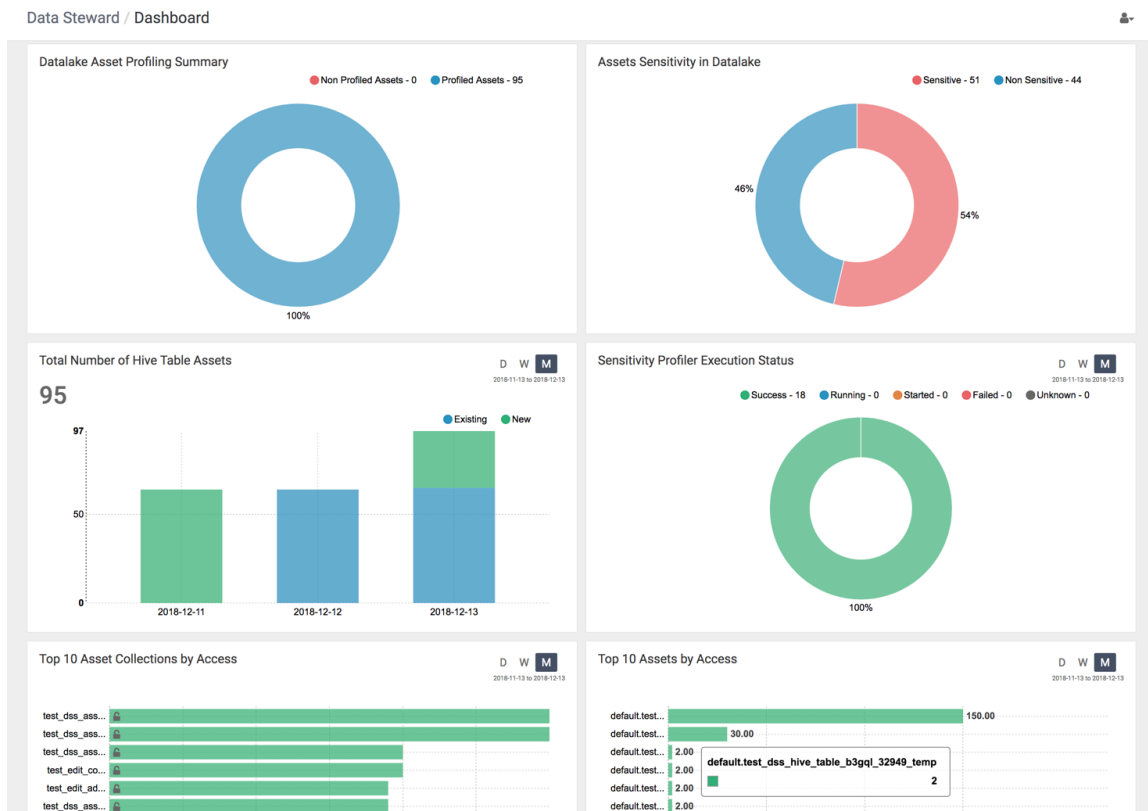 Data Steward / Dashboard
Datalake Asset Profiling Summary
Non Profiled Assets - 0 Profiled Assets - 95
100%
Assets Sensitivity in Datalake
Sensitive - 51 Non Sensitive - 44
46%
54%
Total Number of Hive Table Assets
D W M
2018-11-13 to 2018-12-13
95
Existing New
97
50
0
2018-12-11 2018-12-12 2018-12-13
Sensitivity Profiler Execution Status
D W M
2018-11-13 to 2018-12-13
Success - 18 Running - 0 Started - 0 Failed - 0 Unknown - 0
100%
Top 10 Asset Collections by Access
D W M
2018-11-13 to 2018-12-13
test_dss_ass...
test_dss_ass...
test_dss_ass...
test_edit_co...
test_edit_ad...
test_dss_ass...
Top 10 Assets by Access
D W M
2018-11-13 to 2018-12-13
default.test... 150.00
default.test... 30.00
default.test... 2.00
default.test... 2.00
default.test... 2.00
default.test... 2.00
default.test_dss_hive_table_b3gql_32949_temp
2